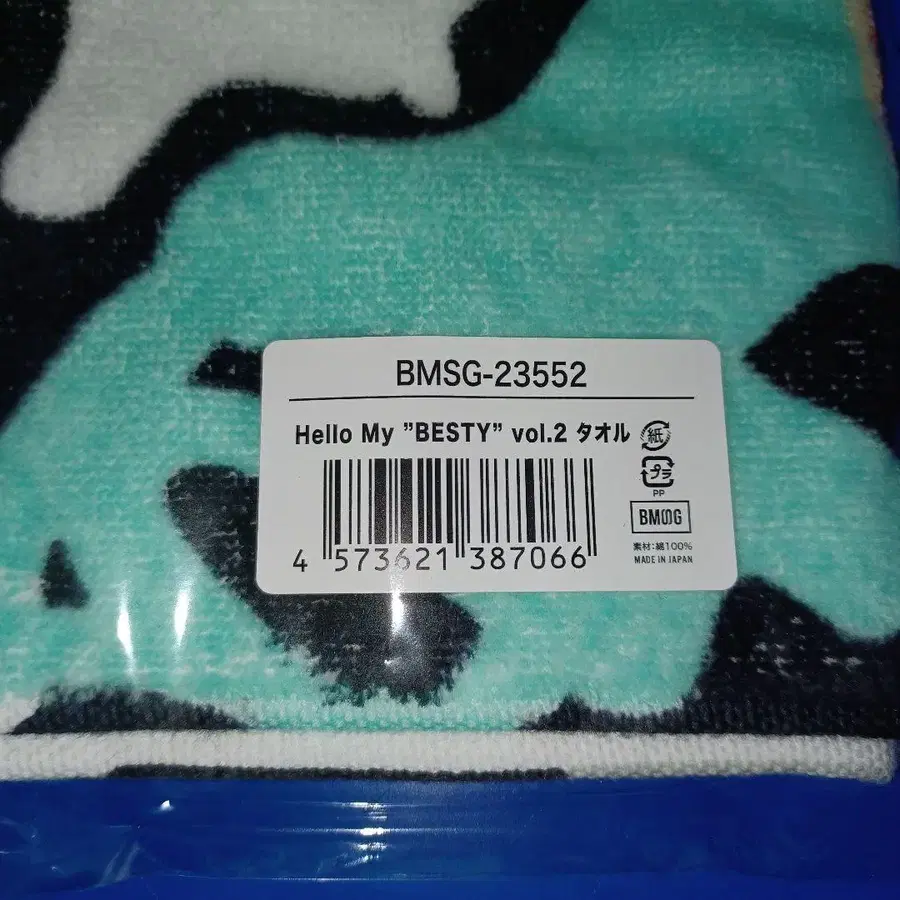 BMSG-23552
Hello My ”BESTY” vol.2 タオル
紙
プラ
PP
BMSG
素材:綿100%
MADE IN JAPAN
4 573621 387066